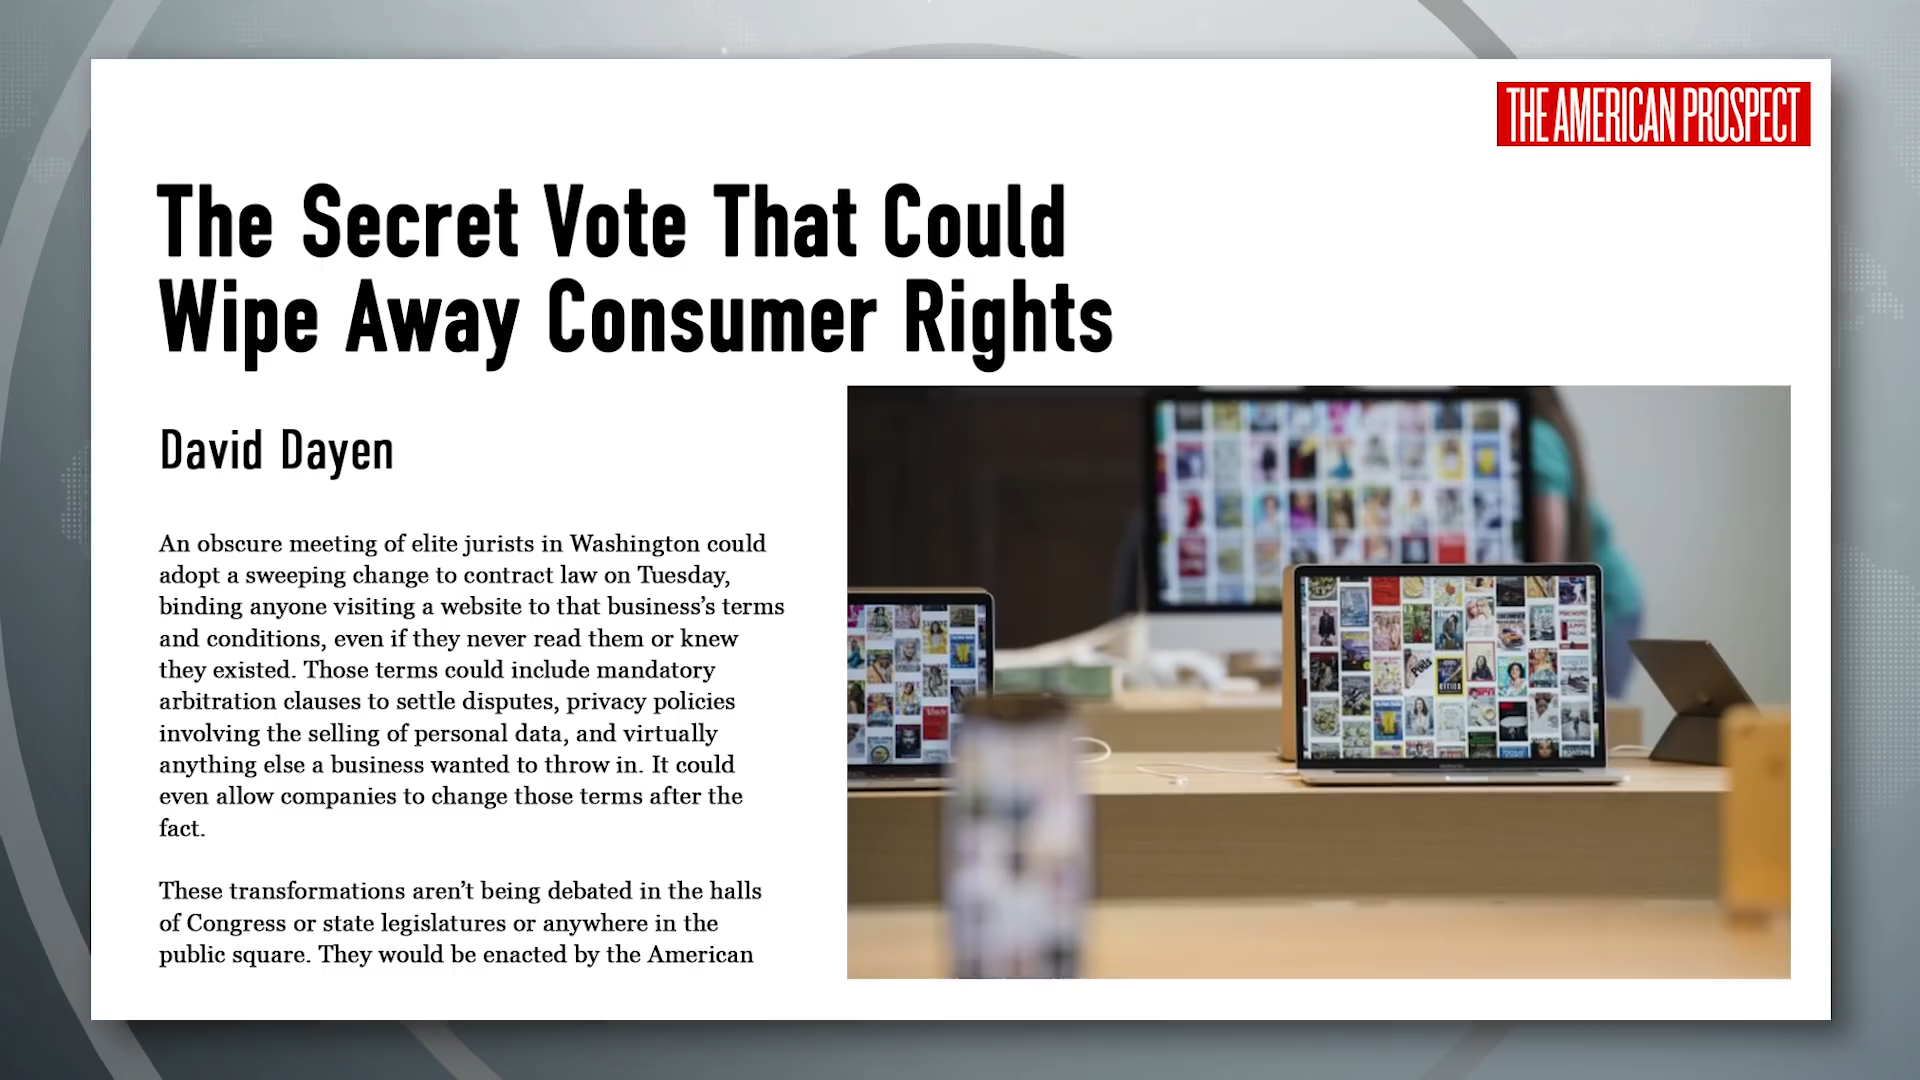 THE AMERICAN PROSPECT
The Secret Vote That Could
Wipe Away Consumer Rights
David Dayen
An obscure meeting of elite jurists in Washington could
adopt a sweeping change to contract law on Tuesday,
binding anyone visiting a website to that business’s terms
and conditions, even if they never read them or knew
they existed. Those terms could include mandatory
arbitration clauses to settle disputes, privacy policies
involving the selling of personal data, and virtually
anything else a business wanted to throw in. It could
even allow companies to change those terms after the
fact.
These transformations aren’t being debated in the halls
of Congress or state legislatures or anywhere in the
public square. They would be enacted by the American